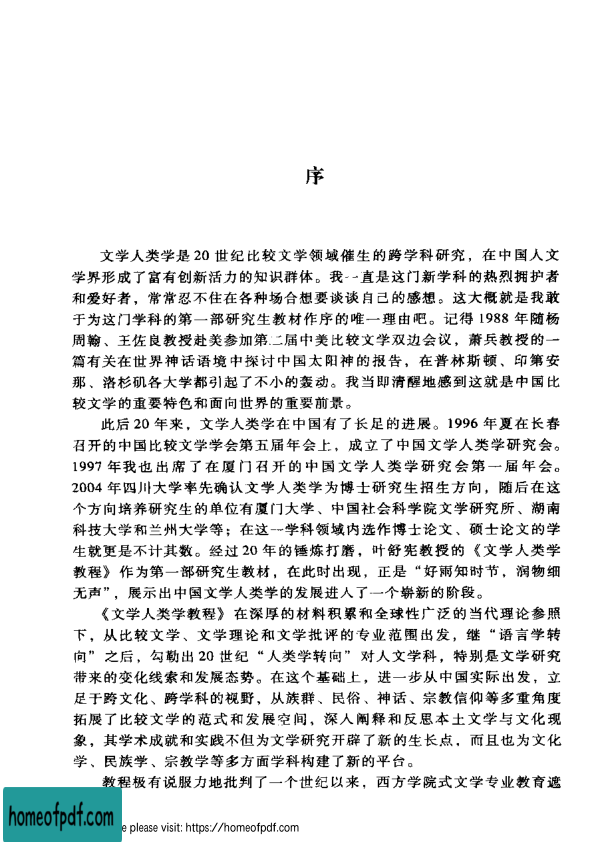 序
文学人类学是 20 世纪比较文学领域催生的跨学科研究，在中国人文
学界形成了富有创新活力的知识群体。我一直是这门新学科的热烈拥护者
和爱好者，常常忍不住在各种场合想要谈谈自己的感想。这大概就是我敢
于为这门学科的第一部研究生教材作序的唯一理由吧。记得 1988 年随杨
周翰、王佐良教授赴美参加第二届中美比较文学双边会议，萧兵教授的一
篇有关在世界神话语境中探讨中国太阳神的报告，在普林斯顿、印第安
那、洛杉矶各大学都引起了不小的轰动。我当即清醒地感到这就是中国比
较文学的重要特色和面向世界的重要前景。
此后 20 年来，文学人类学在中国有了长足的进展。1996 年夏在长春
召开的中国比较文学学会第五届年会上，成立了中国文学人类学研究会。
1997 年我也出席了在厦门召开的中国文学人类学研究会第一届年会。
2004 年四川大学率先确认文学人类学为博士研究生招生方向，随后在这
个方向培养研究生的单位有厦门大学、中国社会科学院文学研究所、湖南
科技大学和兰州大学等；在这一学科领域内选作博士论文、硕士论文的学
生就更是不计其数。经过 20 年的锤炼打磨，叶舒宪教授的《文学人类学
教程》作为第一部研究生教材，在此时出现，正是“好雨知时节，润物细
无声”，展示出中国文学人类学的发展进入了一个崭新的阶段。
《文学人类学教程》在深厚的材料积累和全球性广泛的当代理论参照
下，从比较文学、文学理论和文学批评的专业范围出发，继“语言学转
向”之后，勾勒出 20 世纪“人类学转向”对人文学科，特别是文学研究
带来的变化线索和发展态势。在这个基础上，进一步从中国实际出发，立
足于跨文化、跨学科的视野，从族群、民俗、神话、宗教信仰等多重角度
拓展了比较文学的范式和发展空间，深入阐释和反思本土文学与文化现
象，其学术成就和实践不但为文学研究开辟了新的生长点，而且也为文化
学、民族学、宗教学等多方面学科构建了新的平台。
教程极有说服力地批判了一个世纪以来，西方学院式文学专业教育遮
homeofpdf.com
e please visit: https://homeofpdf.com